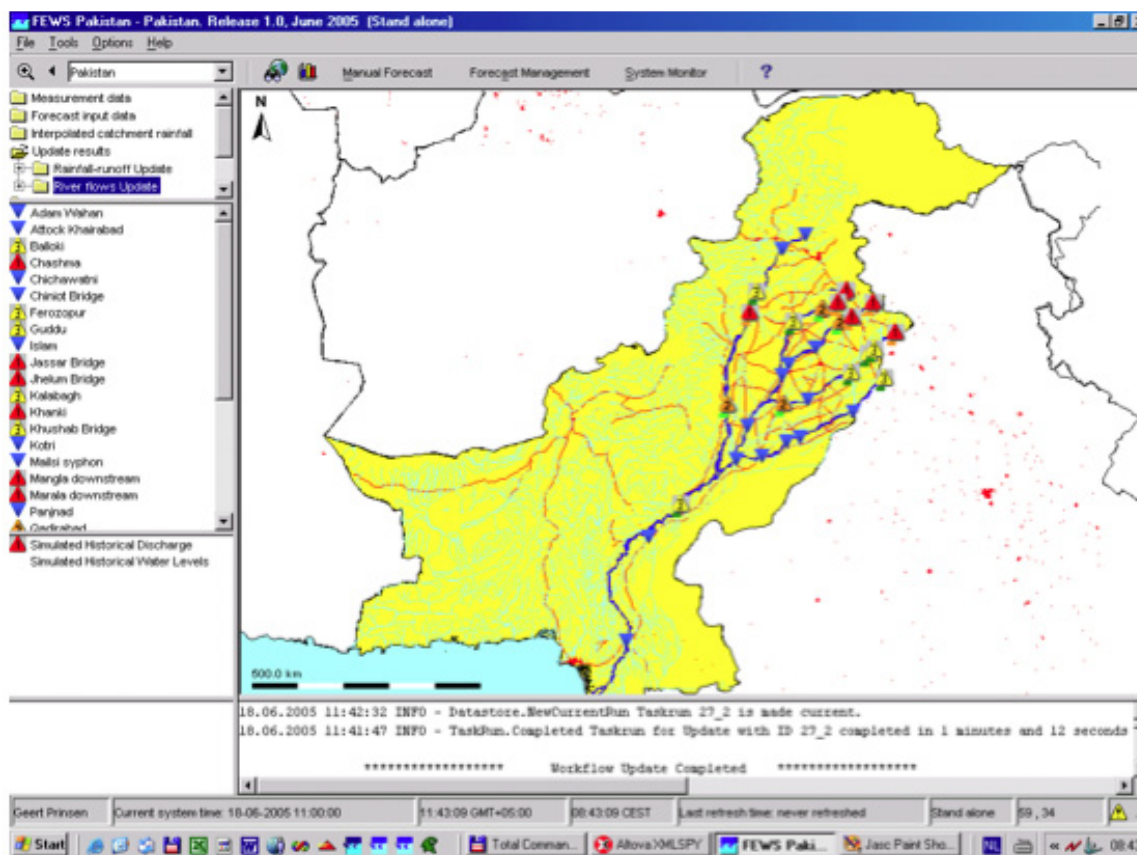 FEWS Pakistan - Pakistan. Release 1.0, June 2005 (Stand alone)
File Tools Options Help
Pakistan Manual Forecast Forecast Management System Monitor ?
Measurement data
Forecast input data
Interpolated catchment rainfall
Update results
Rainfall-runoff Update
River flows Update
Adam Wahan
Attock Khairabad
Balloki
Chashma
Chichawatni
Chiniot Bridge
Ferozopur
Guddu
Islam
Jassar Bridge
Jhelum Bridge
Kalabagh
Khanki
Khushab Bridge
Kotri
Mailsi syphon
Mangla downstream
Marala downstream
Panjnad
Qadirabad
Simulated Historical Discharge
Simulated Historical Water Levels
N
500.0 km
18.06.2005 11:42:32 INFO - Datastore.NewCurrentRun Taskrun 27_2 is made current.
18.06.2005 11:41:47 INFO - TaskRun.Completed Taskrun for Update with ID 27_2 completed in 1 minutes and 12 seconds
****************** Workflow Update Completed ******************
Geert Prinsen Current system time: 18-06-2005 11:00:00 11:43:09 GMT+05:00 08:43:09 CEST Last refresh time: never refreshed Stand alone 59 , 34
Start Total Comman... Altova XMLSPY FEWS Paki... Jasc Paint Sho... NL « 08:43